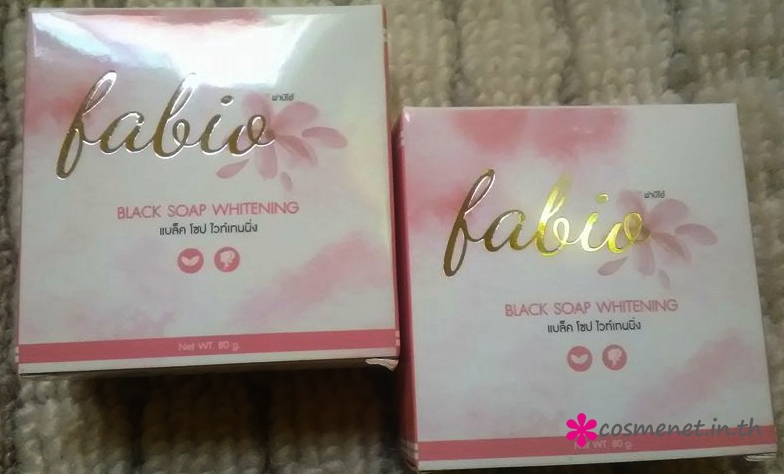 fabio
ฟาบิโอ้
BLACK SOAP WHITENING
แบล็ค โซป ไวท์เทนนิ่ง
Net WT. 80 g.
fabio
ฟาบิโอ้
BLACK SOAP WHITENING
แบล็ค โซป ไวท์เทนนิ่ง
Net WT. 80 g.
cosmenet.in.th